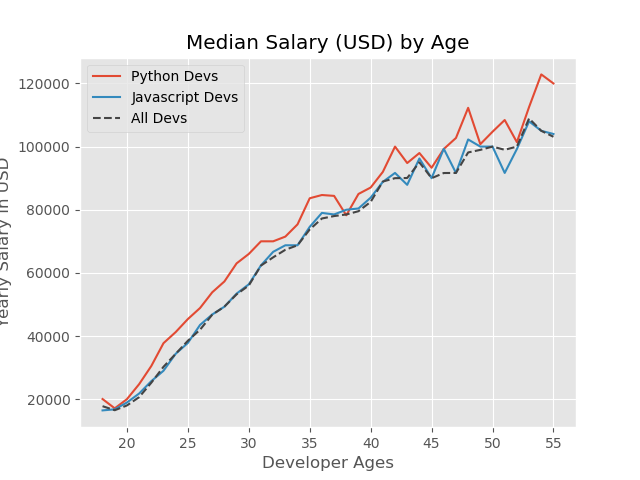 Median Salary (USD) by Age
Python Devs
Javascript Devs
All Devs
120000
100000
80000
60000
40000
20000
Yearly Salary in USD
20 25 30 35 40 45 50 55
Developer Ages